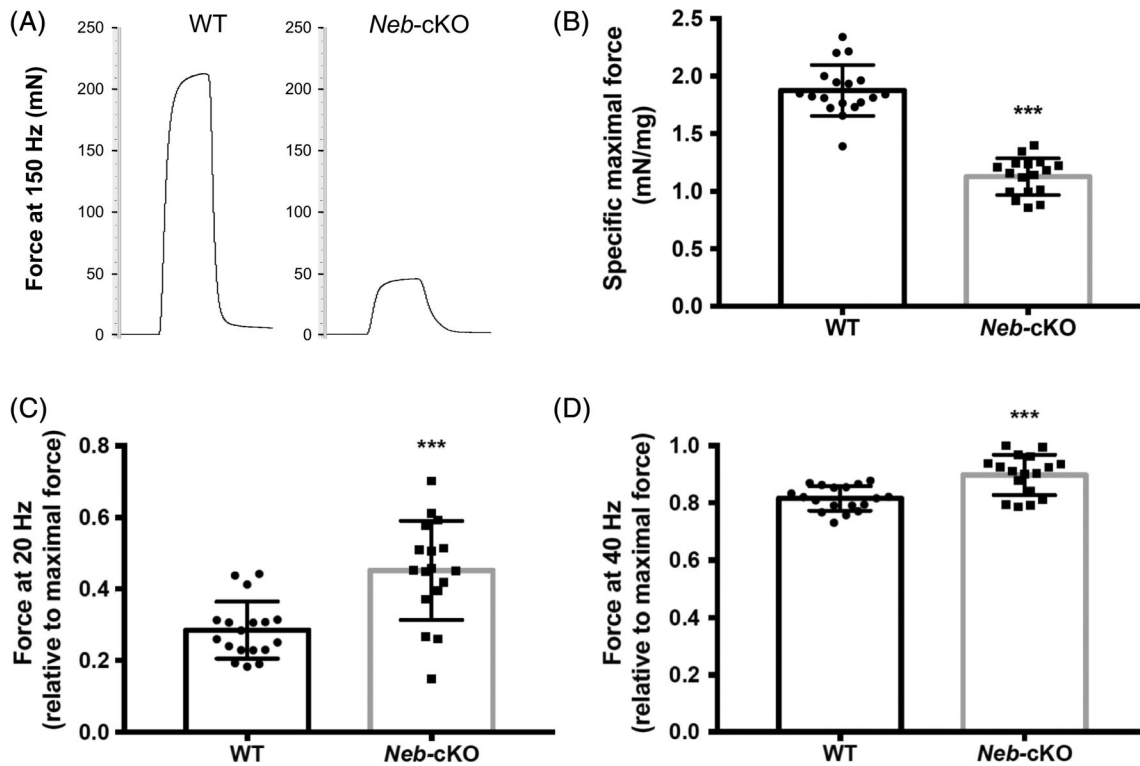 (A)
WT
Neb-cKO
Force at 150 Hz (mN)
250
200
150
100
50
0
250
200
150
100
50
0
(B)
Specific maximal force
(mN/mg)
2.5
2.0
1.5
1.0
0.5
0.0
***
WT
Neb-cKO
(C)
Force at 20 Hz
(relative to maximal force)
0.8
0.6
0.4
0.2
0.0
***
WT
Neb-cKO
(D)
Force at 40 Hz
(relative to maximal force)
1.0
0.8
0.6
0.4
0.2
0.0
***
WT
Neb-cKO